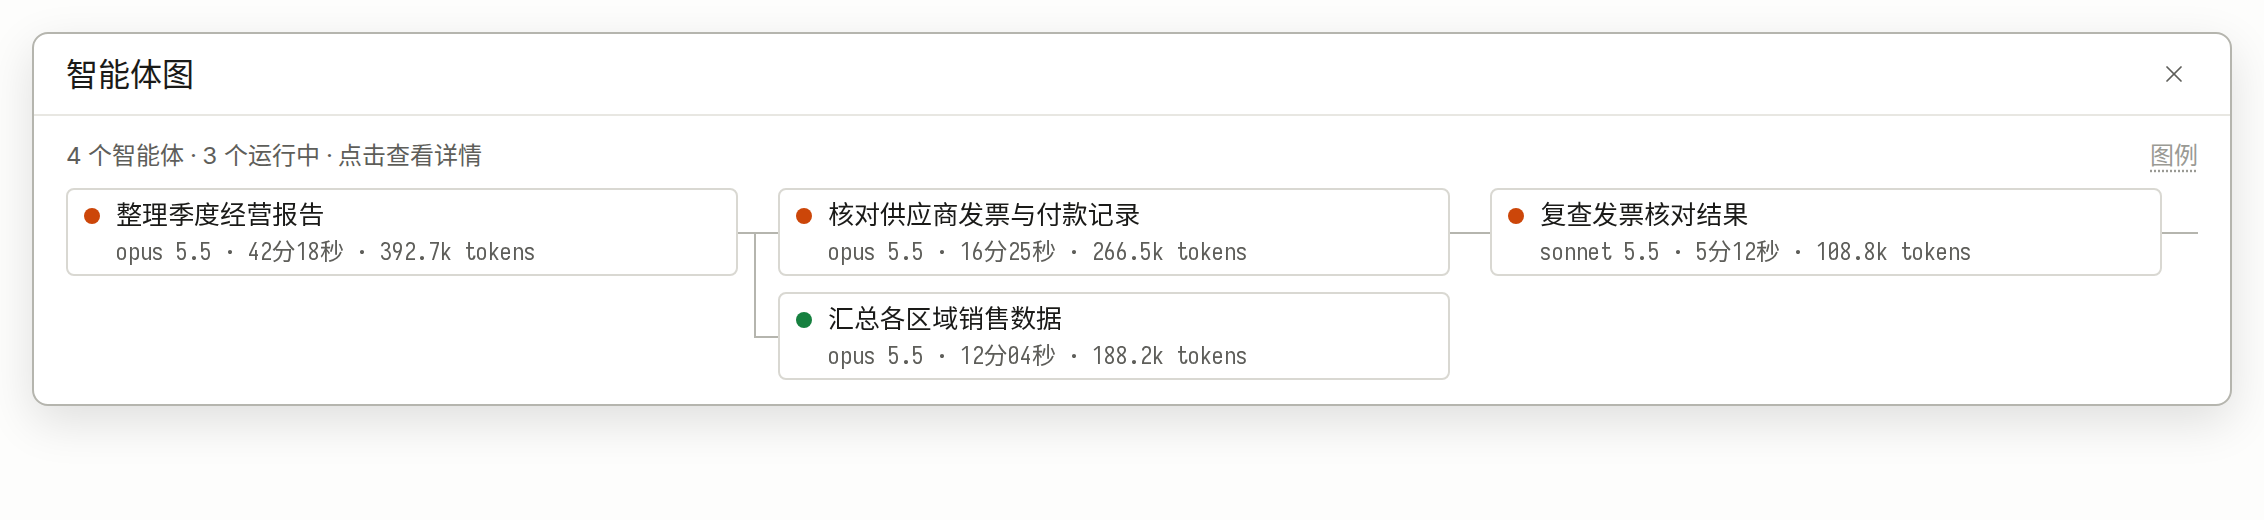 智能体图
4 个智能体 · 3 个运行中 · 点击查看详情
图例
整理季度经营报告
opus 5.5 · 42分18秒 · 392.7k tokens
核对供应商发票与付款记录
opus 5.5 · 16分25秒 · 266.5k tokens
复查发票核对结果
sonnet 5.5 · 5分12秒 · 108.8k tokens
汇总各区域销售数据
opus 5.5 · 12分04秒 · 188.2k tokens